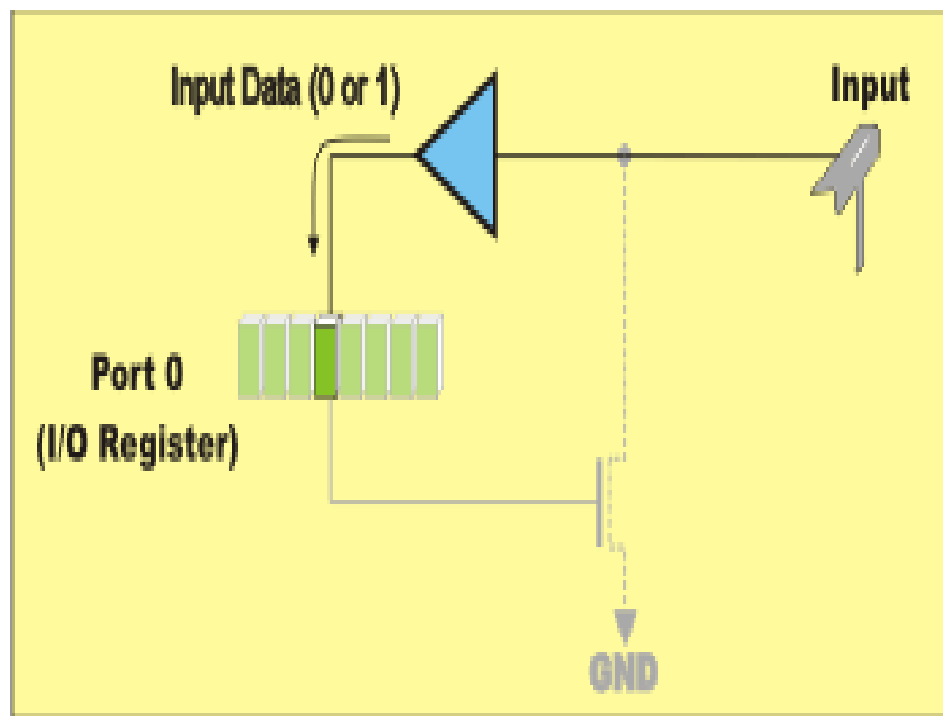 Input Data (0 or 1)
Input
Port 0
(I/O Register)
GND